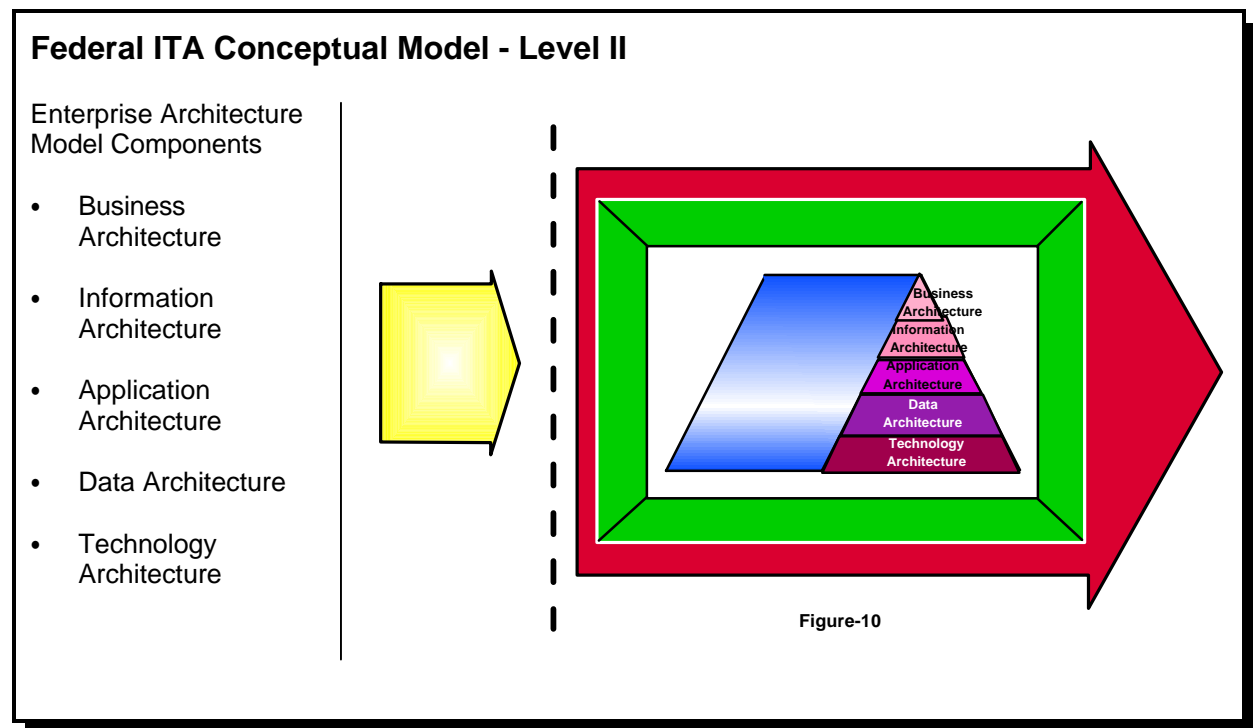 Federal ITA Conceptual Model - Level II
Enterprise Architecture
Model Components
• Business
Architecture
• Information
Architecture
• Application
Architecture
• Data Architecture
• Technology
Architecture
Business
Architecture
Information
Architecture
Application
Architecture
Data
Architecture
Technology
Architecture
Figure-10